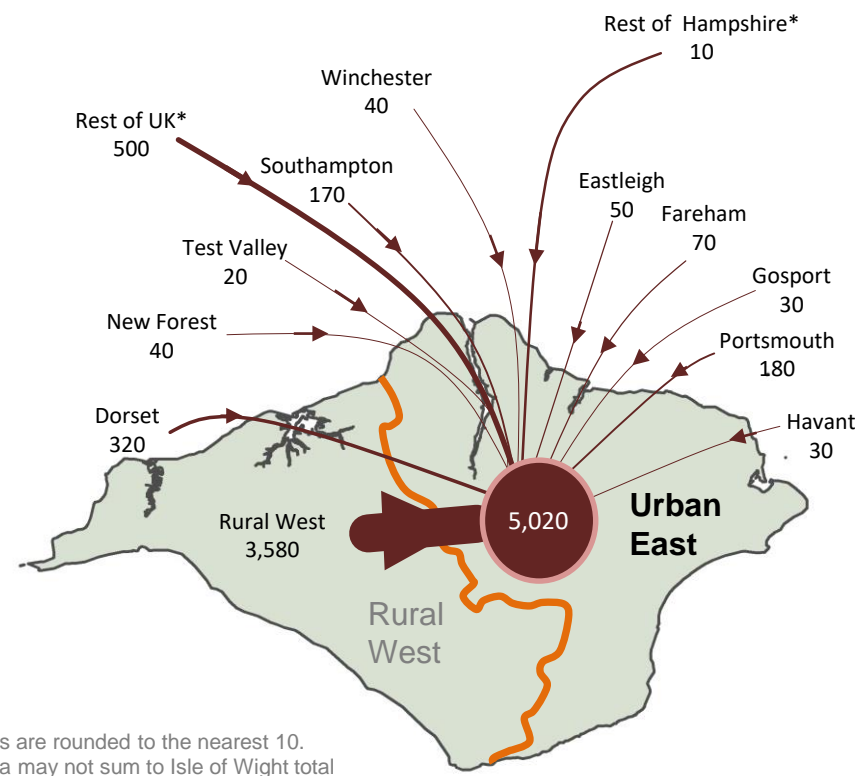 Rest of Hampshire*
10
Winchester
40
Rest of UK*
500
Southampton
170
Eastleigh
50
Fareham
70
Test Valley
20
Gosport
30
New Forest
40
Portsmouth
180
Dorset
320
Havant
30
Rural West
3,580
5,020
Urban
East
Rural
West
are rounded to the nearest 10.
may not sum to Isle of Wight total